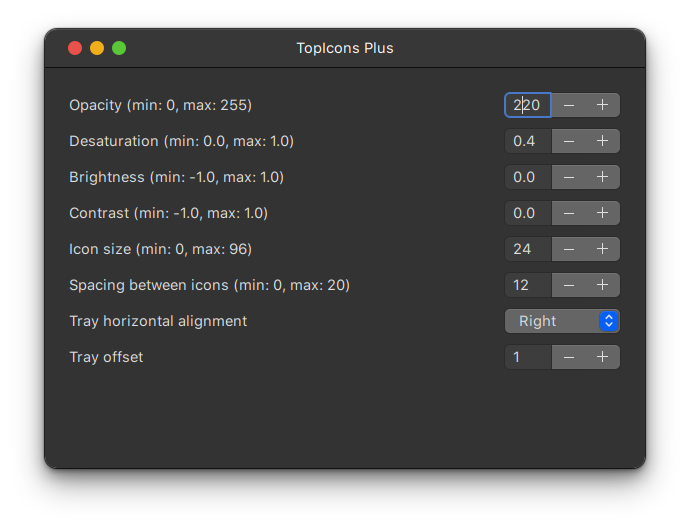 TopIcons Plus
Opacity (min: 0, max: 255) 220 − +
Desaturation (min: 0.0, max: 1.0) 0.4 − +
Brightness (min: -1.0, max: 1.0) 0.0 − +
Contrast (min: -1.0, max: 1.0) 0.0 − +
Icon size (min: 0, max: 96) 24 − +
Spacing between icons (min: 0, max: 20) 12 − +
Tray horizontal alignment Right
Tray offset 1 − +